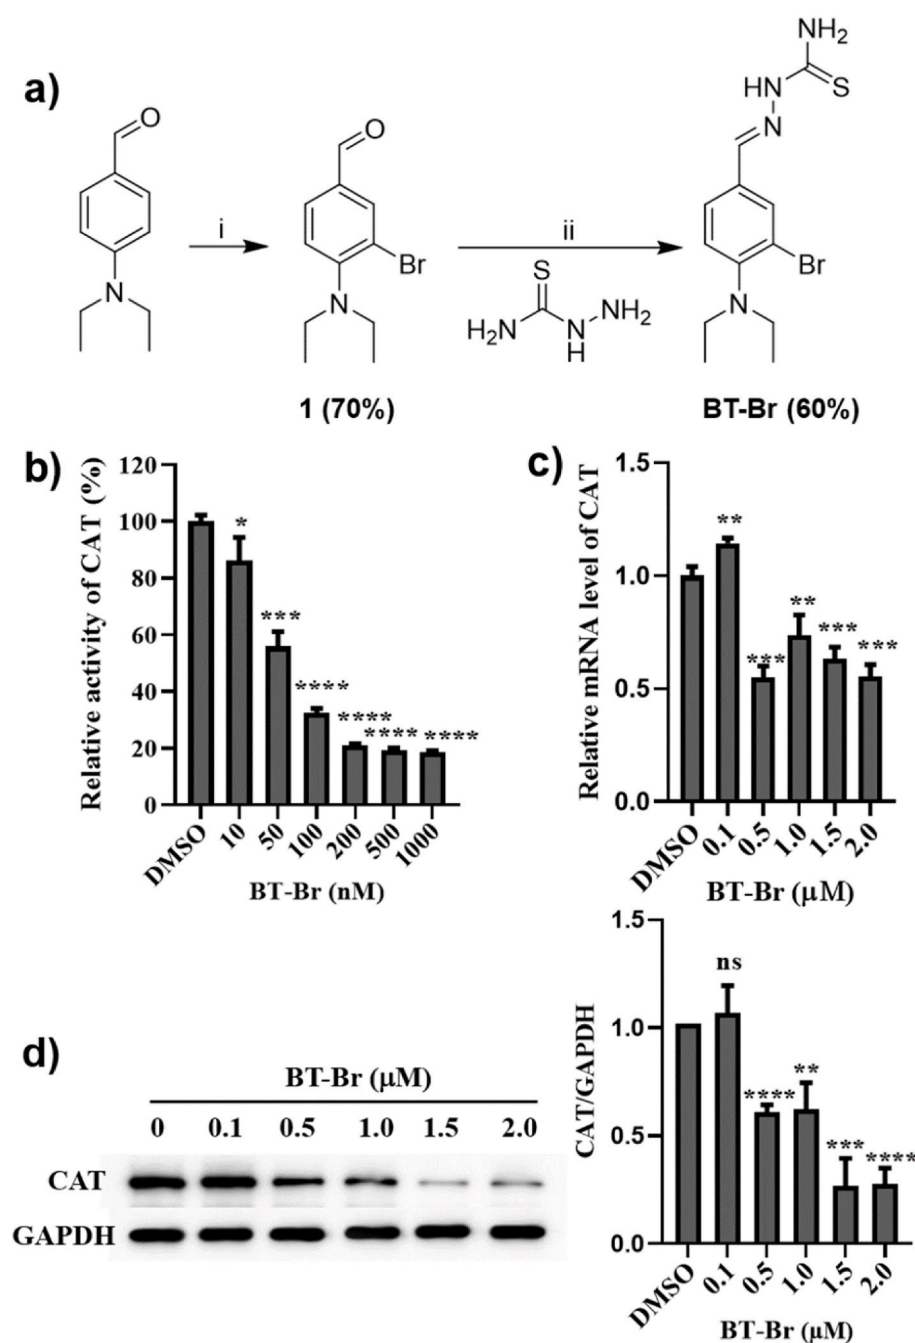 a)
O
N
i
O
Br
N
1 (70%)
ii
S
H₂N
N
H
NH₂
NH₂
HN
S
N
Br
N
BT-Br (60%)
b)
Relative activity of CAT (%)
120
100
80
60
40
20
0
*
***
****
****
****
****
DMSO
10
50
100
200
500
1000
BT-Br (nM)
c)
Relative mRNA level of CAT
1.5
1.0
0.5
0.0
**
***
**
***
***
DMSO
0.1
0.5
1.0
1.5
2.0
BT-Br (μM)
d)
BT-Br (μM)
0 0.1 0.5 1.0 1.5 2.0
CAT
GAPDH
CAT/GAPDH
1.5
1.0
0.5
0.0
ns
****
**
***
****
DMSO
0.1
0.5
1.0
1.5
2.0
BT-Br (μM)